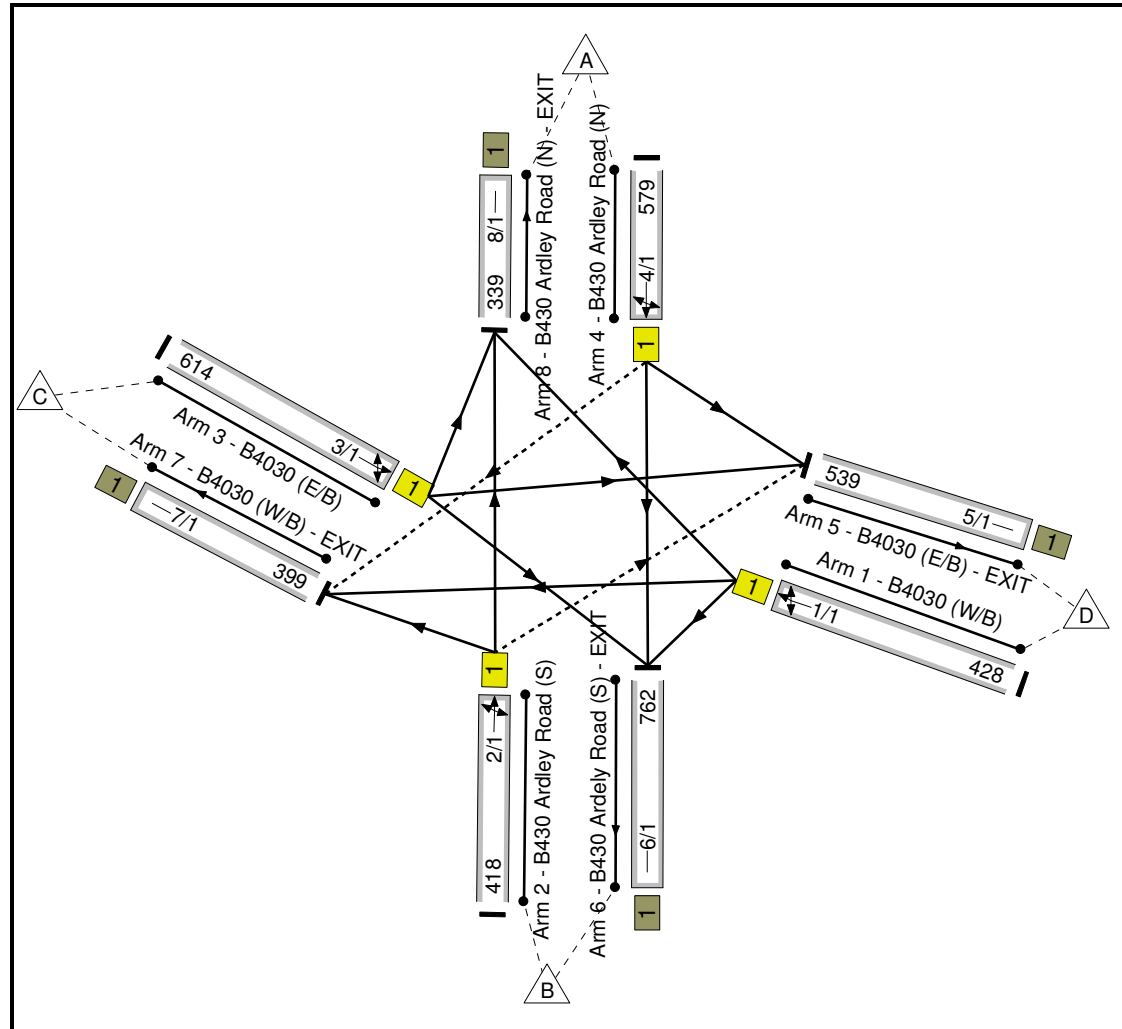 A
1
8/1
339
Arm 8 - B430 Ardley Road (N) - EXIT
Arm 4 - B430 Ardley Road (N)
579
4/1
1
614
3/1
1
Arm 3 - B4030 (E/B)
C
Arm 7 - B4030 (W/B) - EXIT
1
7/1
399
539
5/1
1
Arm 5 - B4030 (E/B) - EXIT
Arm 1 - B4030 (W/B)
D
1
1/1
428
1
2/1
418
Arm 2 - B430 Ardley Road (S)
Arm 6 - B430 Ardely Road (S) - EXIT
762
6/1
1
B